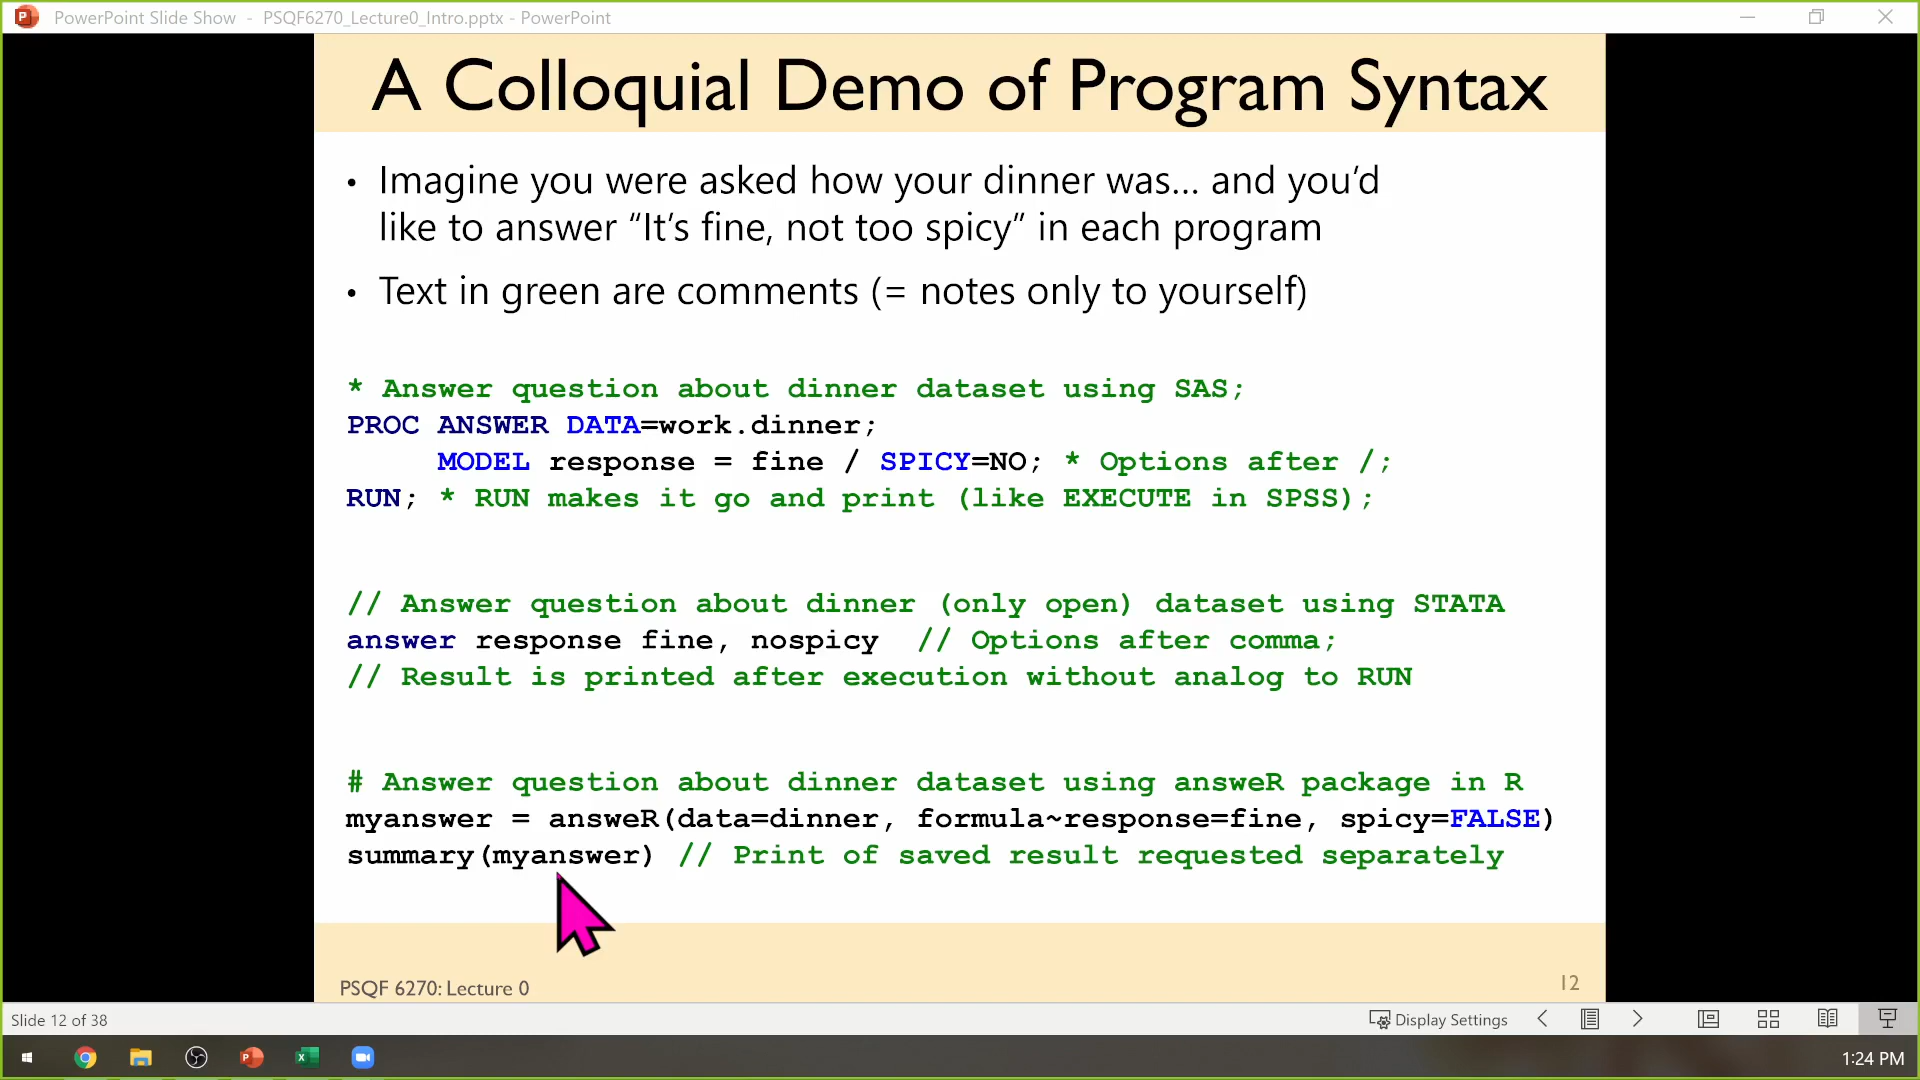 PowerPoint Slide Show - PSQF6270_Lecture0_Intro.pptx - PowerPoint
A Colloquial Demo of Program Syntax
• Imagine you were asked how your dinner was... and you’d
like to answer “It’s fine, not too spicy” in each program
• Text in green are comments (= notes only to yourself)
* Answer question about dinner dataset using SAS;
PROC ANSWER DATA=work.dinner;
MODEL response = fine / SPICY=NO; * Options after /;
RUN; * RUN makes it go and print (like EXECUTE in SPSS);
// Answer question about dinner (only open) dataset using STATA
answer response fine, nospicy // Options after comma;
// Result is printed after execution without analog to RUN
# Answer question about dinner dataset using answeR package in R
myanswer = answeR(data=dinner, formula~response=fine, spicy=FALSE)
summary(myanswer) // Print of saved result requested separately
PSQF 6270: Lecture 0
12
Slide 12 of 38
Display Settings
1:24 PM